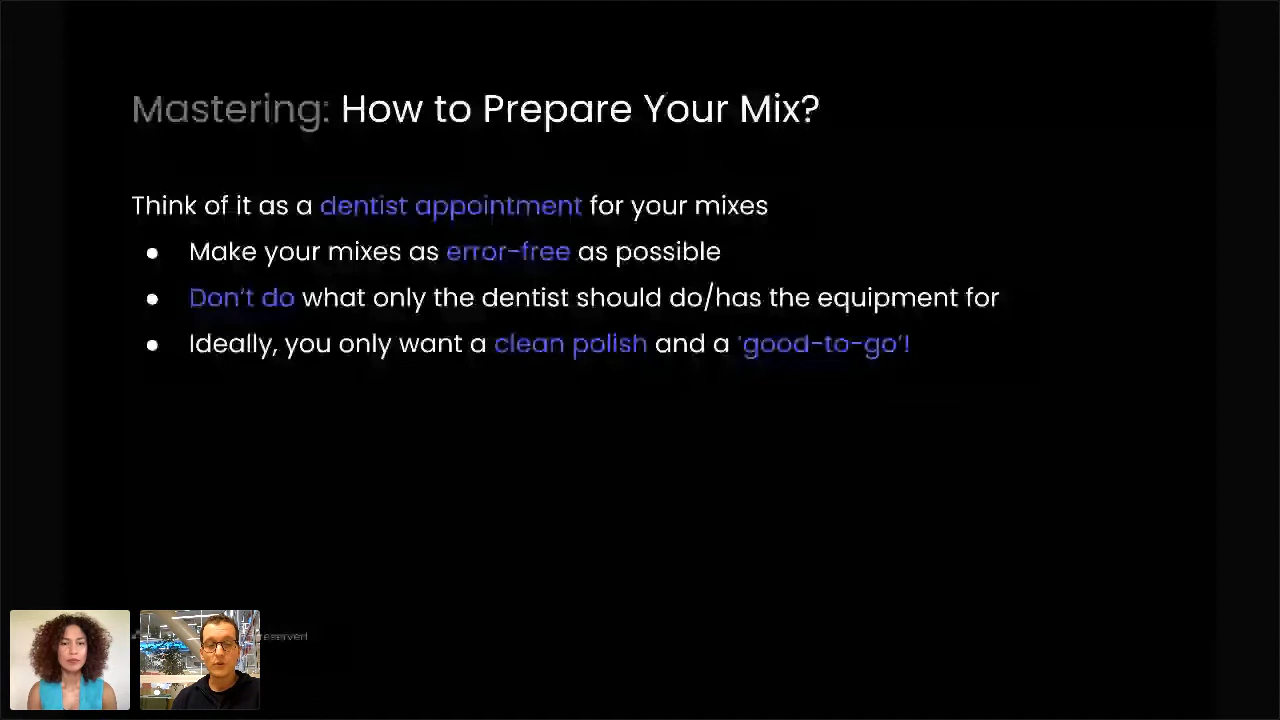 Mastering: How to Prepare Your Mix?
Think of it as a dentist appointment for your mixes
● Make your mixes as error-free as possible
● Don't do what only the dentist should do/has the equipment for
● Ideally, you only want a clean polish and a 'good-to-go'!